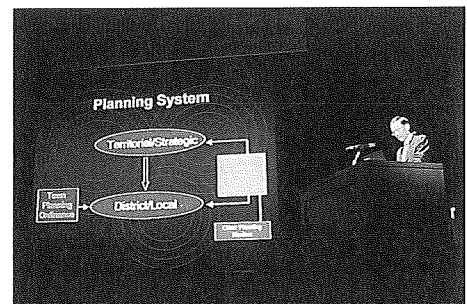 Planning System
Territorial/Strategic
Town
Planning
Ordinance
District/Local